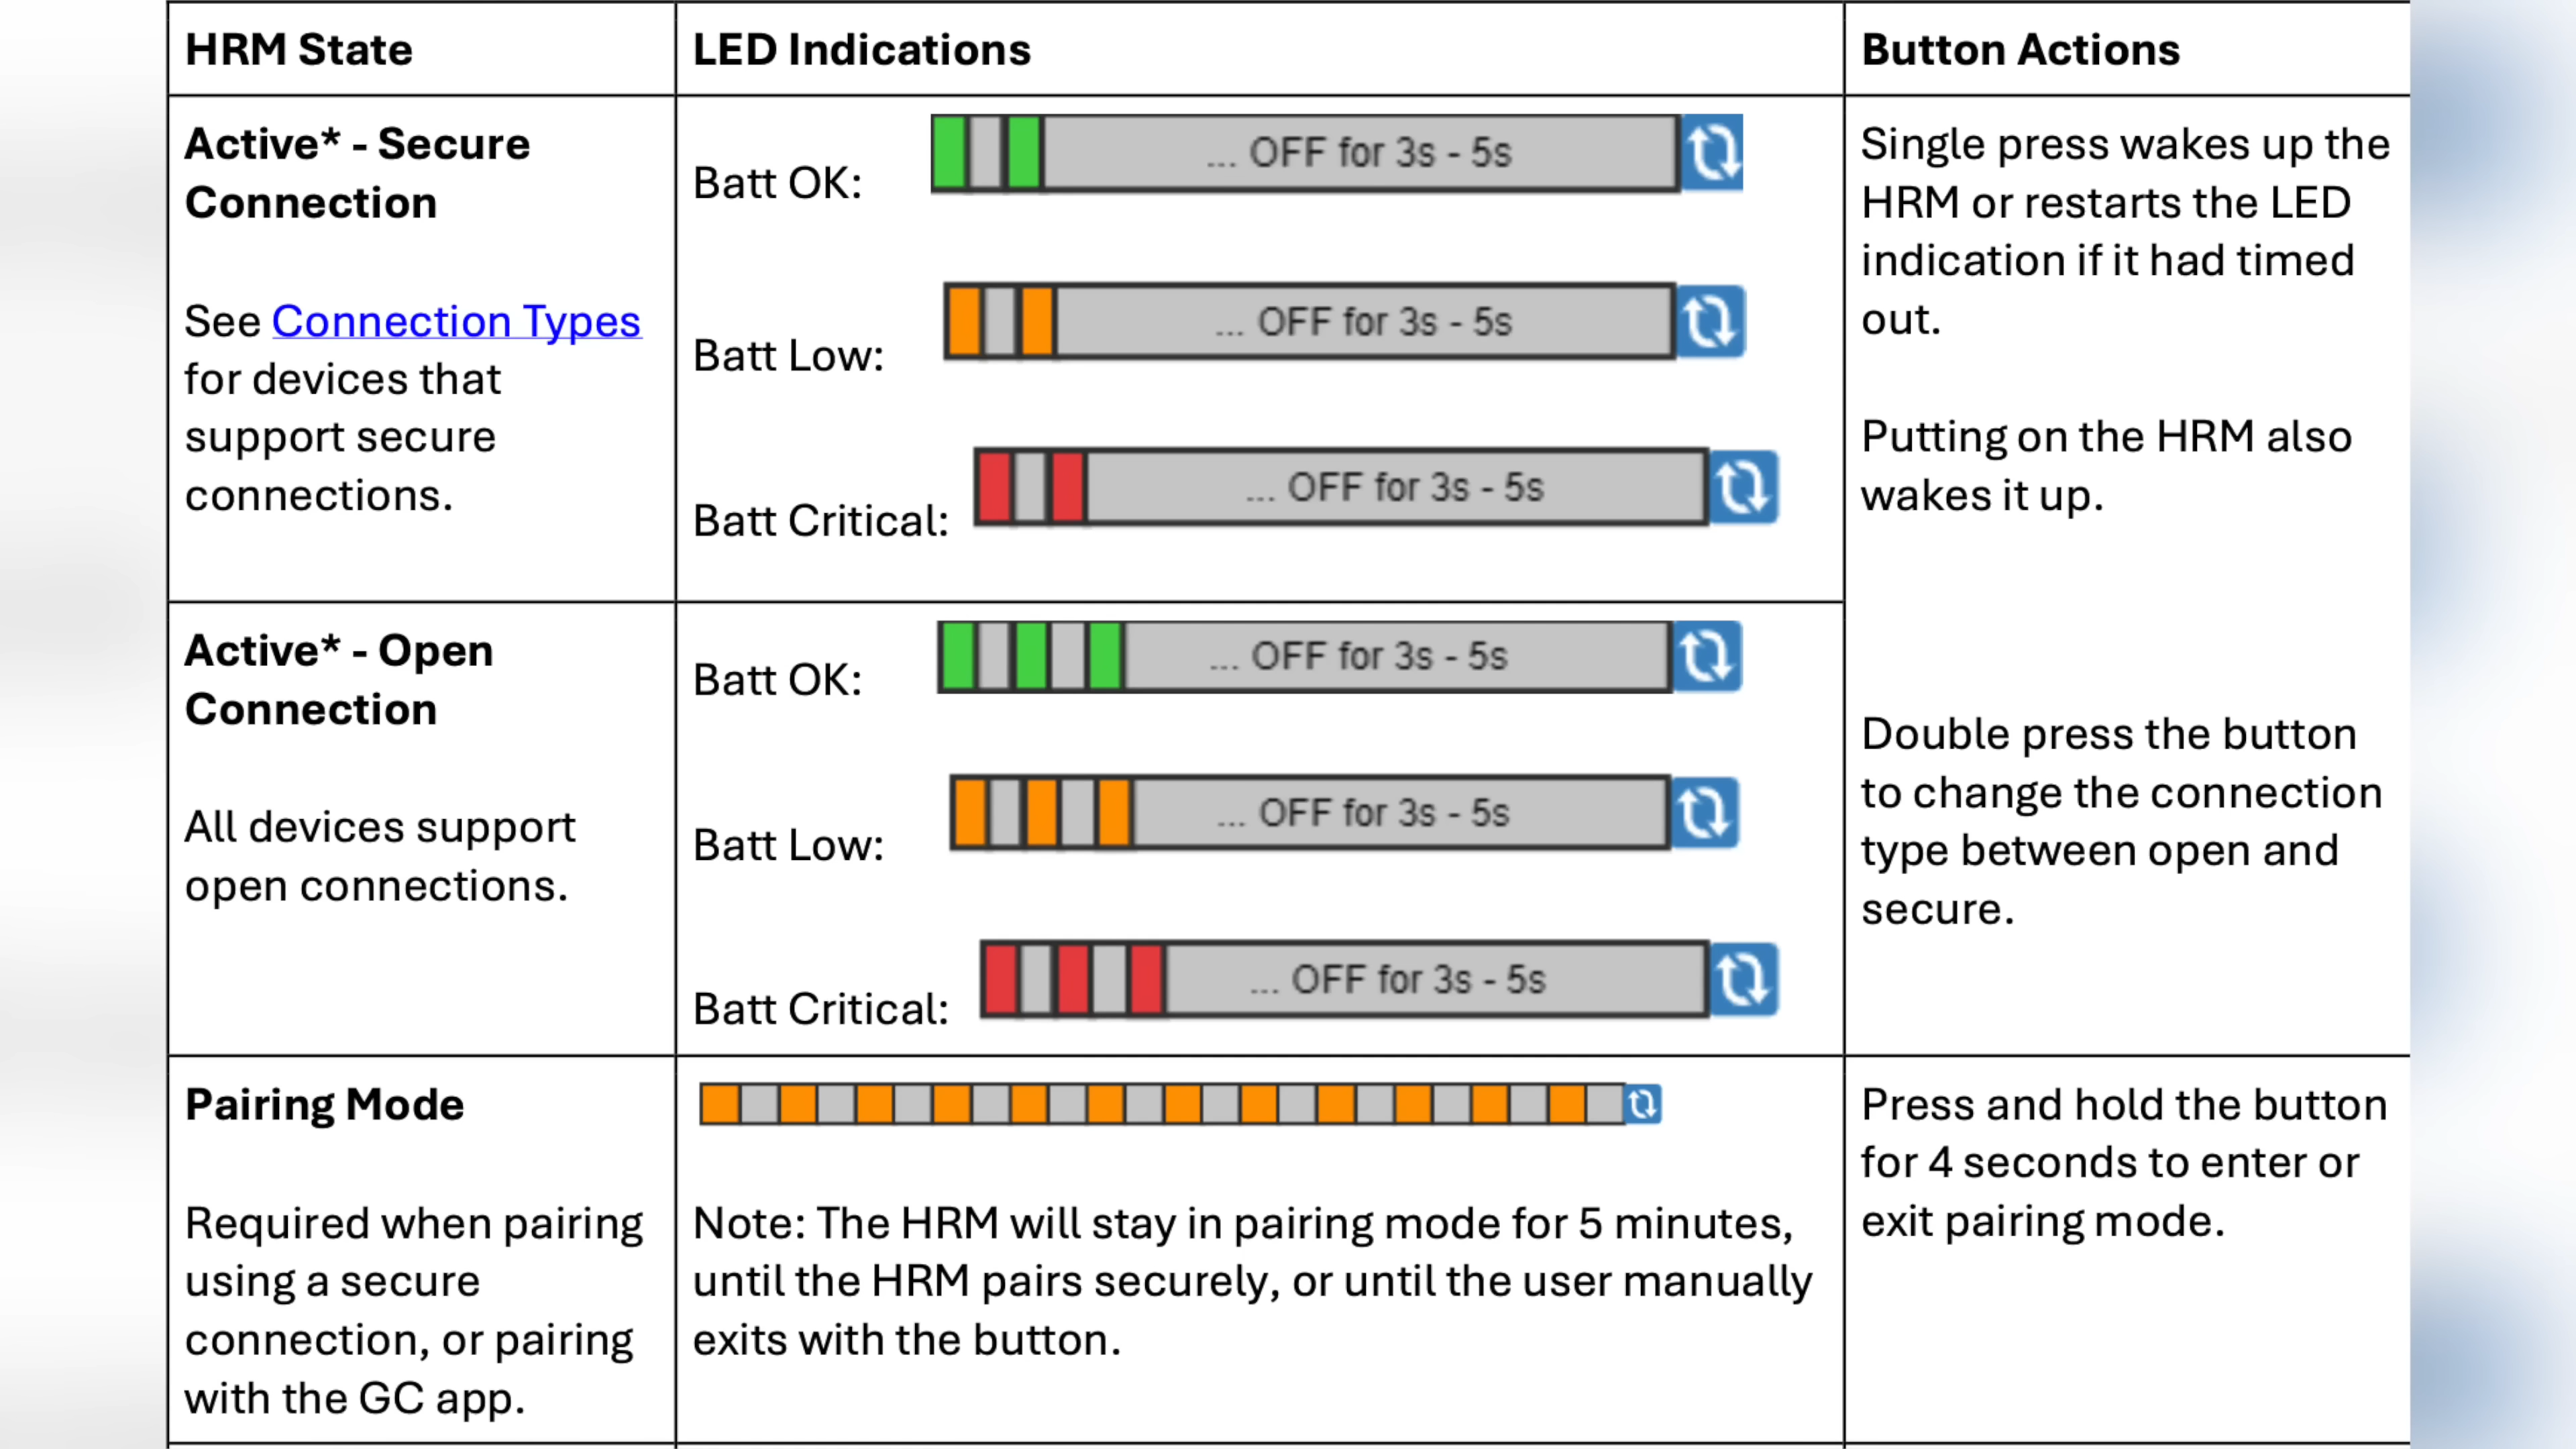 HRM State
LED Indications
Button Actions
Active* - Secure
Connection
See Connection Types
for devices that
support secure
connections.
Batt OK:
... OFF for 3s - 5s
Batt Low:
... OFF for 3s - 5s
Batt Critical:
... OFF for 3s - 5s
Single press wakes up the
HRM or restarts the LED
indication if it had timed
out.
Putting on the HRM also
wakes it up.
Active* - Open
Connection
All devices support
open connections.
Batt OK:
... OFF for 3s - 5s
Batt Low:
... OFF for 3s - 5s
Batt Critical:
... OFF for 3s - 5s
Double press the button
to change the connection
type between open and
secure.
Pairing Mode
Required when pairing
using a secure
connection, or pairing
with the GC app.
Note: The HRM will stay in pairing mode for 5 minutes,
until the HRM pairs securely, or until the user manually
exits with the button.
Press and hold the button
for 4 seconds to enter or
exit pairing mode.